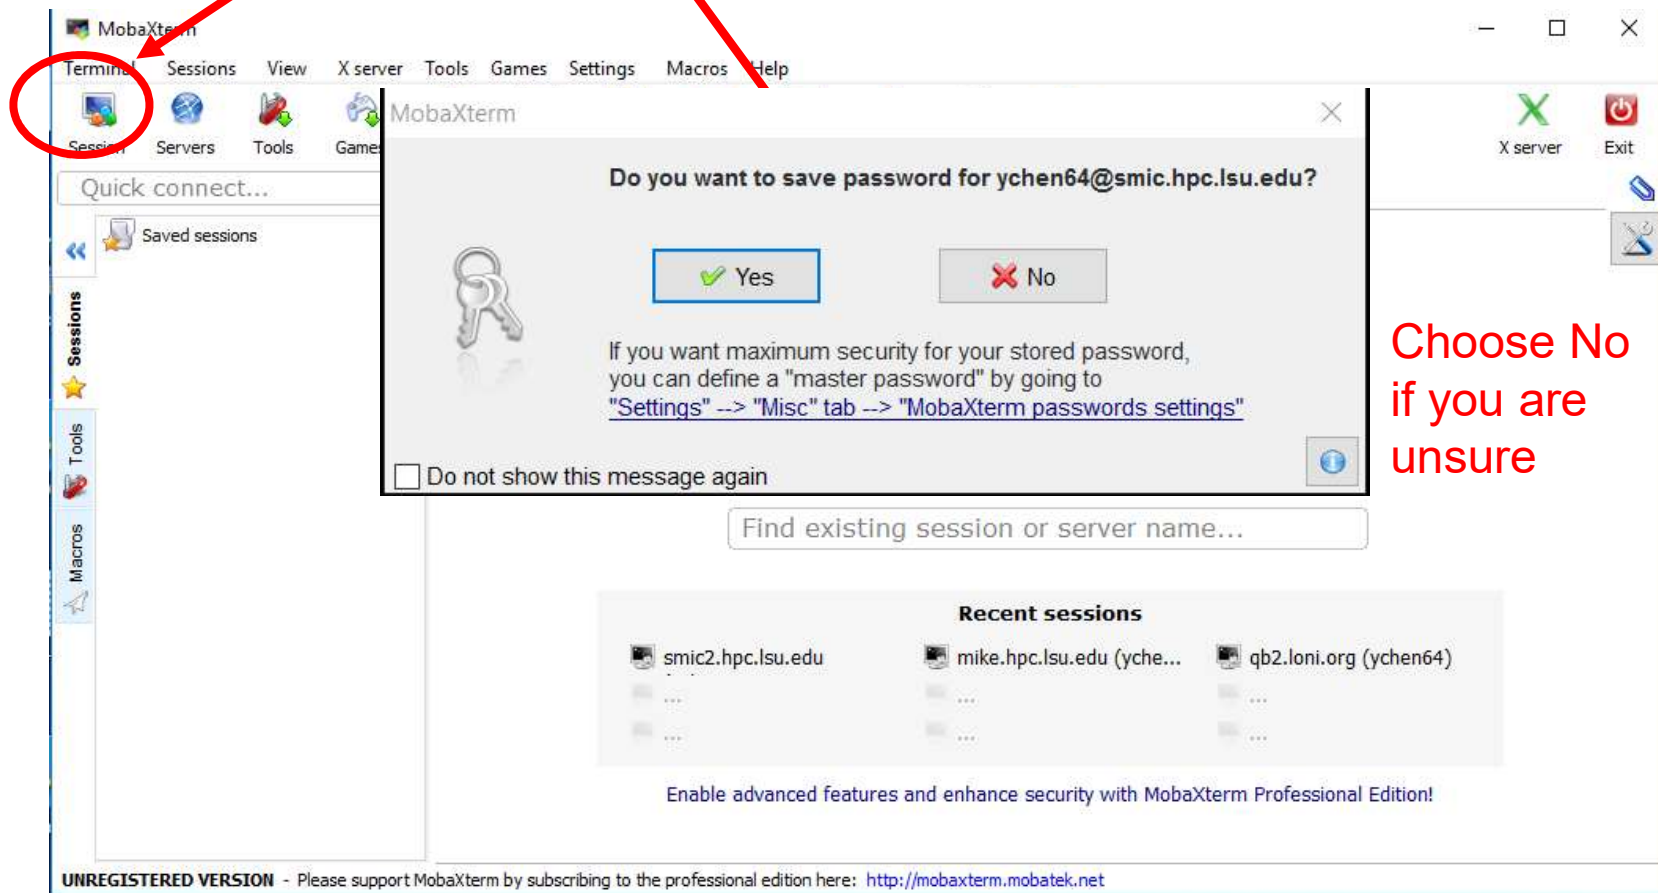 MobaXterm
Terminal Sessions View X server Tools Games Settings Macros Help
Session Servers Tools Games
X server Exit
Quick connect...
Saved sessions
Sessions
Tools
Macros
MobaXterm
Do you want to save password for ychen64@smic.hpc.lsu.edu?
Yes No
If you want maximum security for your stored password,
you can define a "master password" by going to
"Settings" --> "Misc" tab --> "MobaXterm passwords settings"
Do not show this message again
Choose No
if you are
unsure
Find existing session or server name...
Recent sessions
smic2.hpc.lsu.edu mike.hpc.lsu.edu (yche... qb2.loni.org (ychen64)
... ... ...
... ... ...
Enable advanced features and enhance security with MobaXterm Professional Edition!
UNREGISTERED VERSION - Please support MobaXterm by subscribing to the professional edition here: http://mobaxterm.mobatek.net